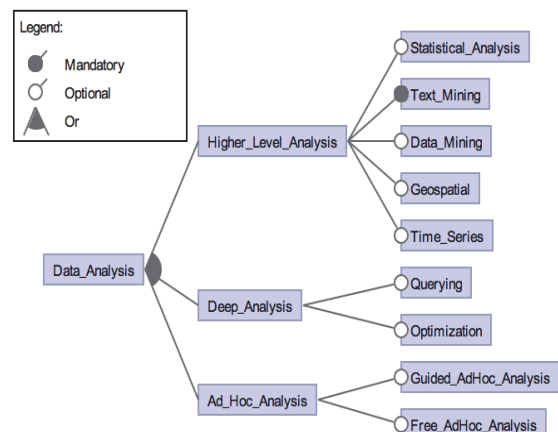 Legend:
Mandatory
Optional
Or
Statistical_Analysis
Text_Mining
Higher_Level_Analysis
Data_Mining
Geospatial
Time_Series
Data_Analysis
Querying
Deep_Analysis
Optimization
Guided_AdHoc_Analysis
Ad_Hoc_Analysis
Free_AdHoc_Analysis